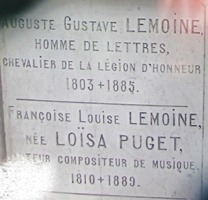 AUGUSTE GUSTAVE LEMOINE,
HOMME DE LETTRES,
CHEVALIER DE LA LÉGION D'HONNEUR
1803 + 1885.
FRANÇOISE LOUISE LEMOINE,
NÉE LOÏSA PUGET,
COMPOSITEUR DE MUSIQUE,
1810 + 1889.